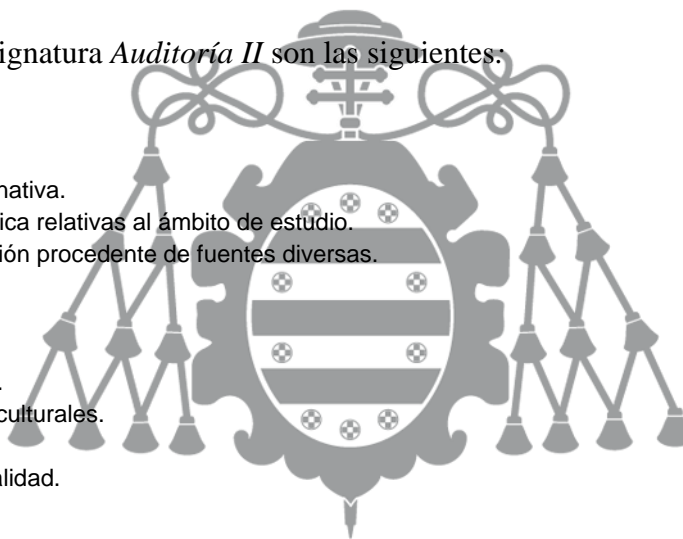 ignatura Auditoría II son las siguientes:
nativa.
ica relativas al ámbito de estudio.
ión procedente de fuentes diversas.
.
culturales.
alidad.